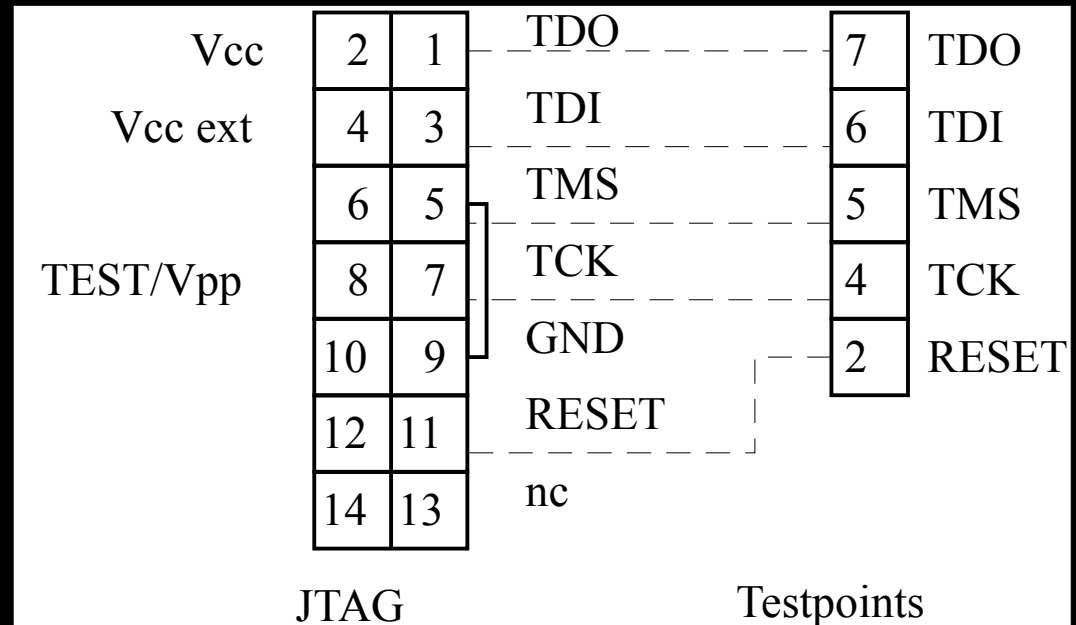 Vcc 2 1 TDO 7 TDO
Vcc ext 4 3 TDI 6 TDI
6 5 TMS 5 TMS
TEST/Vpp 8 7 TCK 4 TCK
10 9 GND 2 RESET
12 11 RESET
14 13 nc
JTAG Testpoints